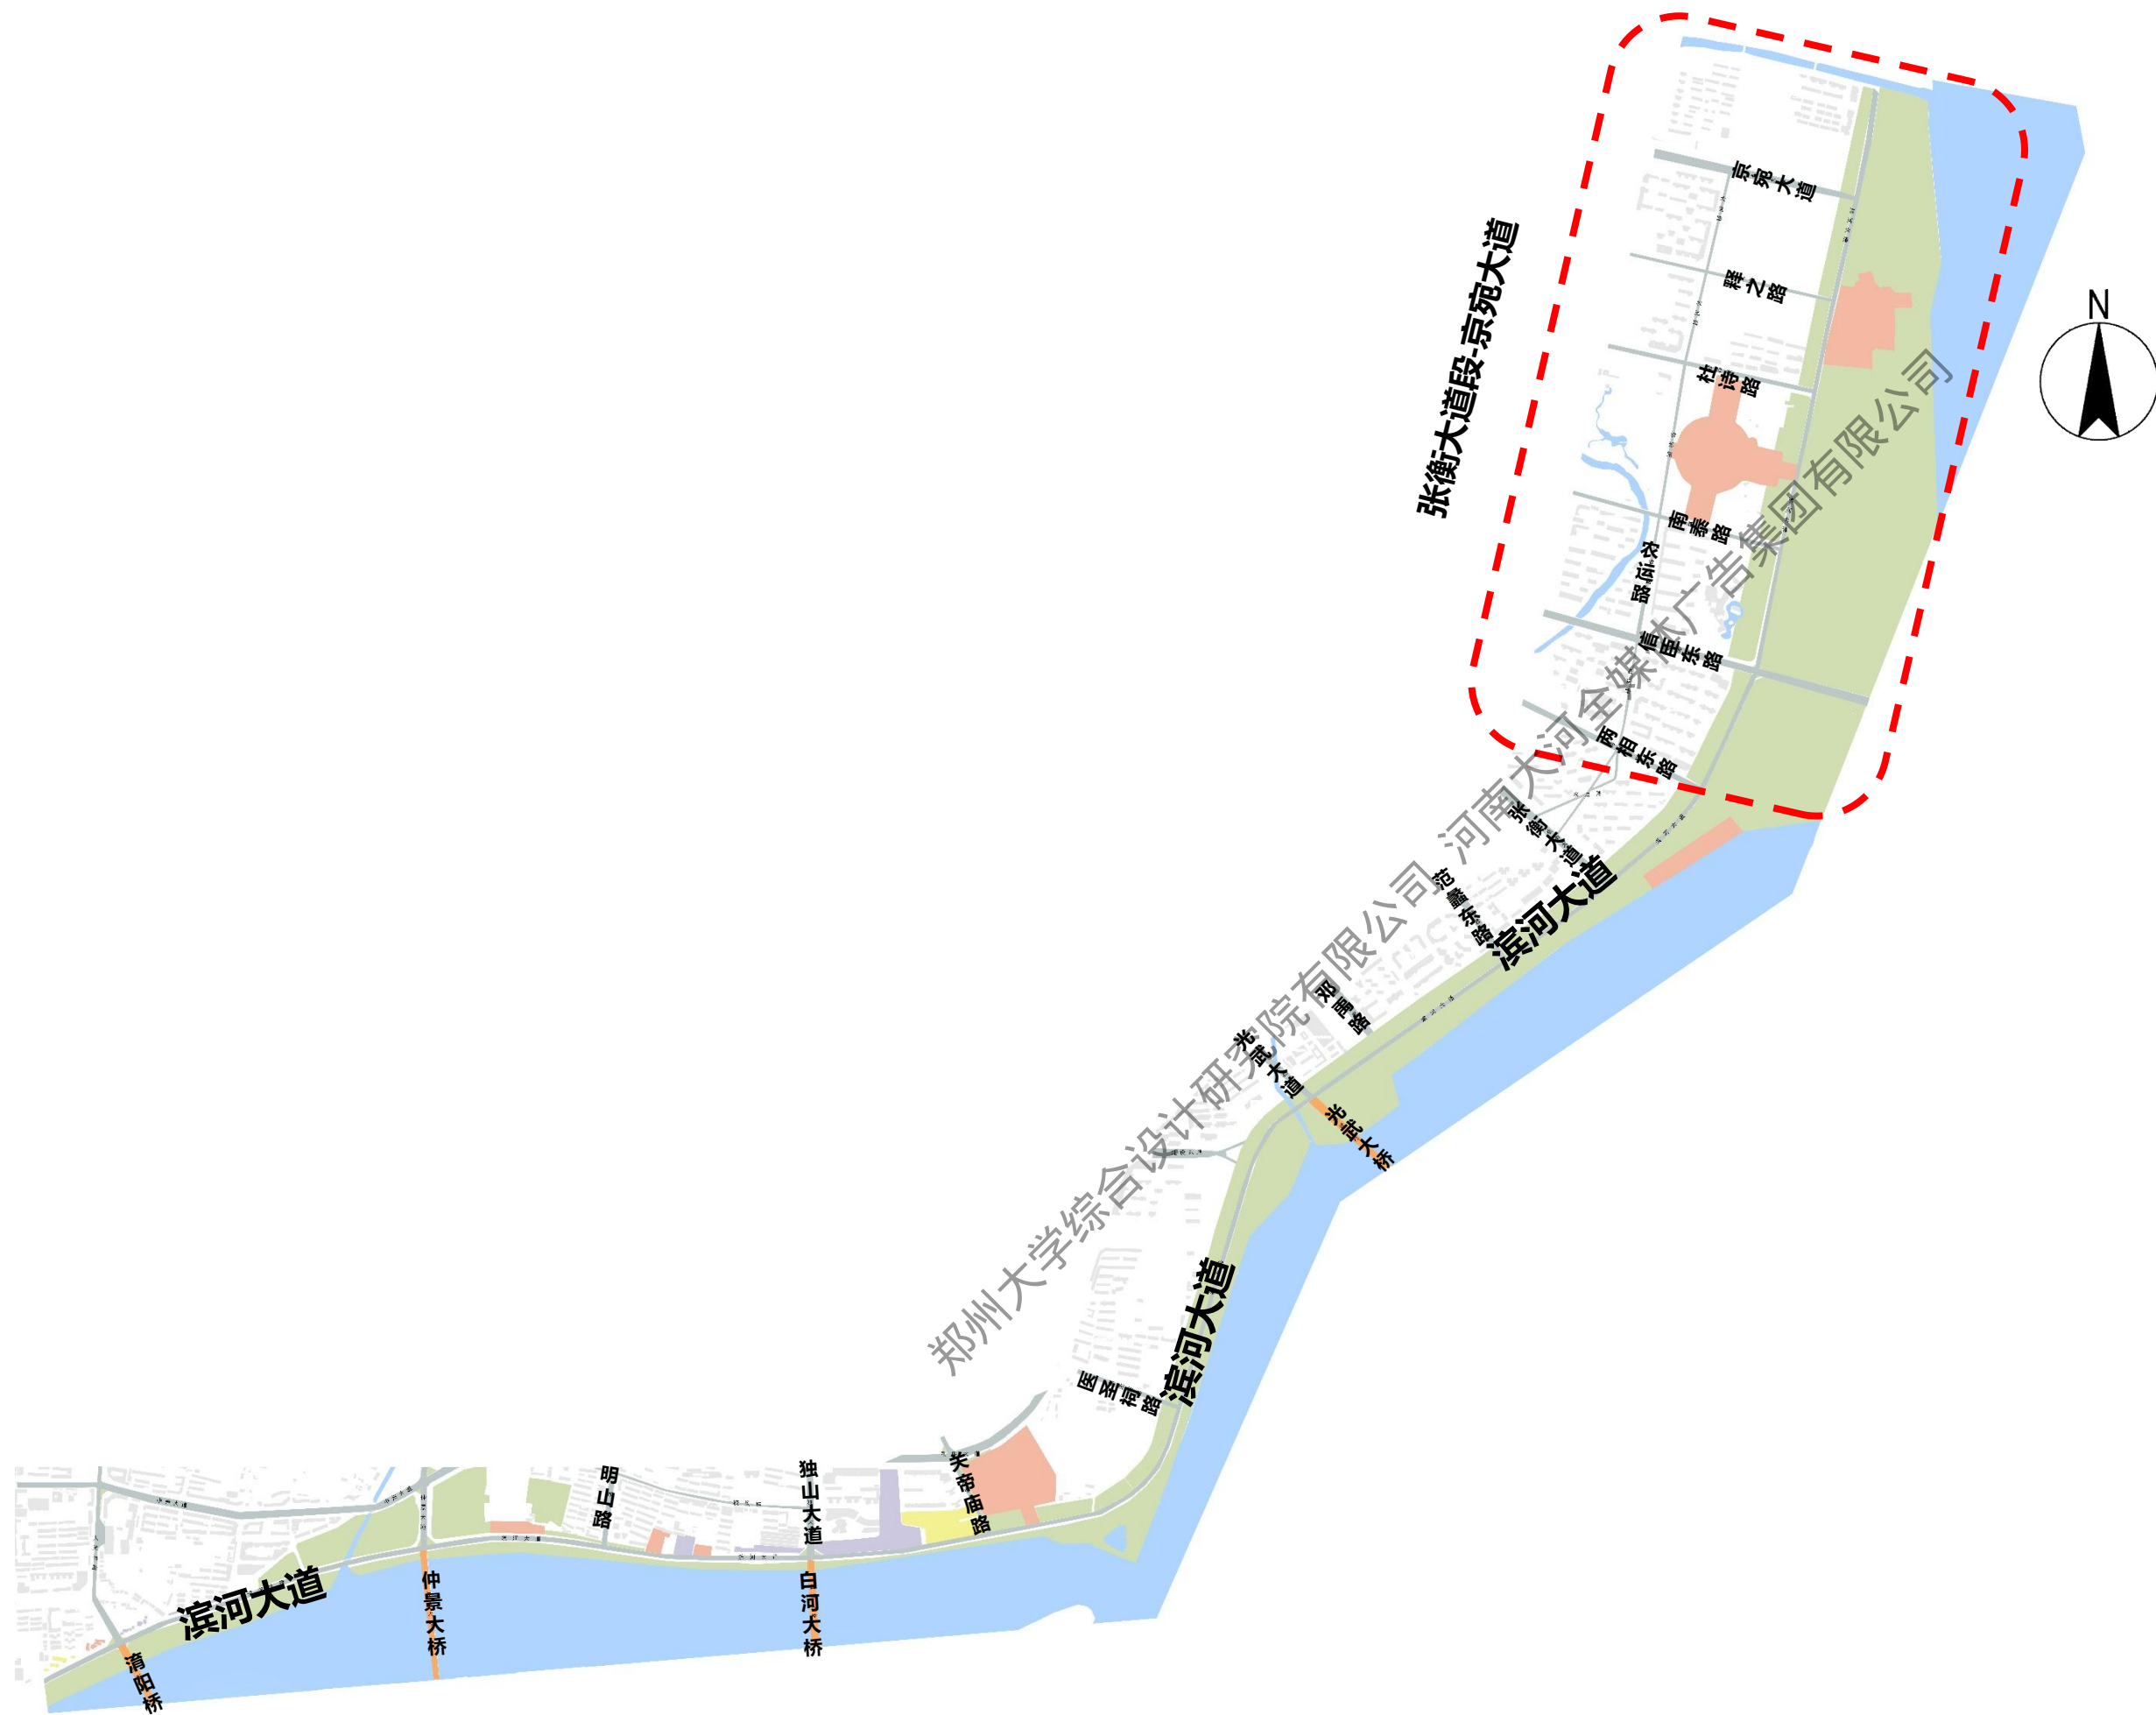 N
京宛大道
释之路
张衡大道段-京宛大道
杜诗路
南泰路
农运路
信臣东路
两相东路
张衡大道
滨河大道
范蠡东路
邓禹路
光武大道
光武大桥
滨河大道
医圣祠路
关帝庙路
独山大道
明山路
白河大桥
仲景大桥
滨河大道
淯阳桥
郑州大学综合设计研究院有限公司 河南大河全媒体广告集团有限公司